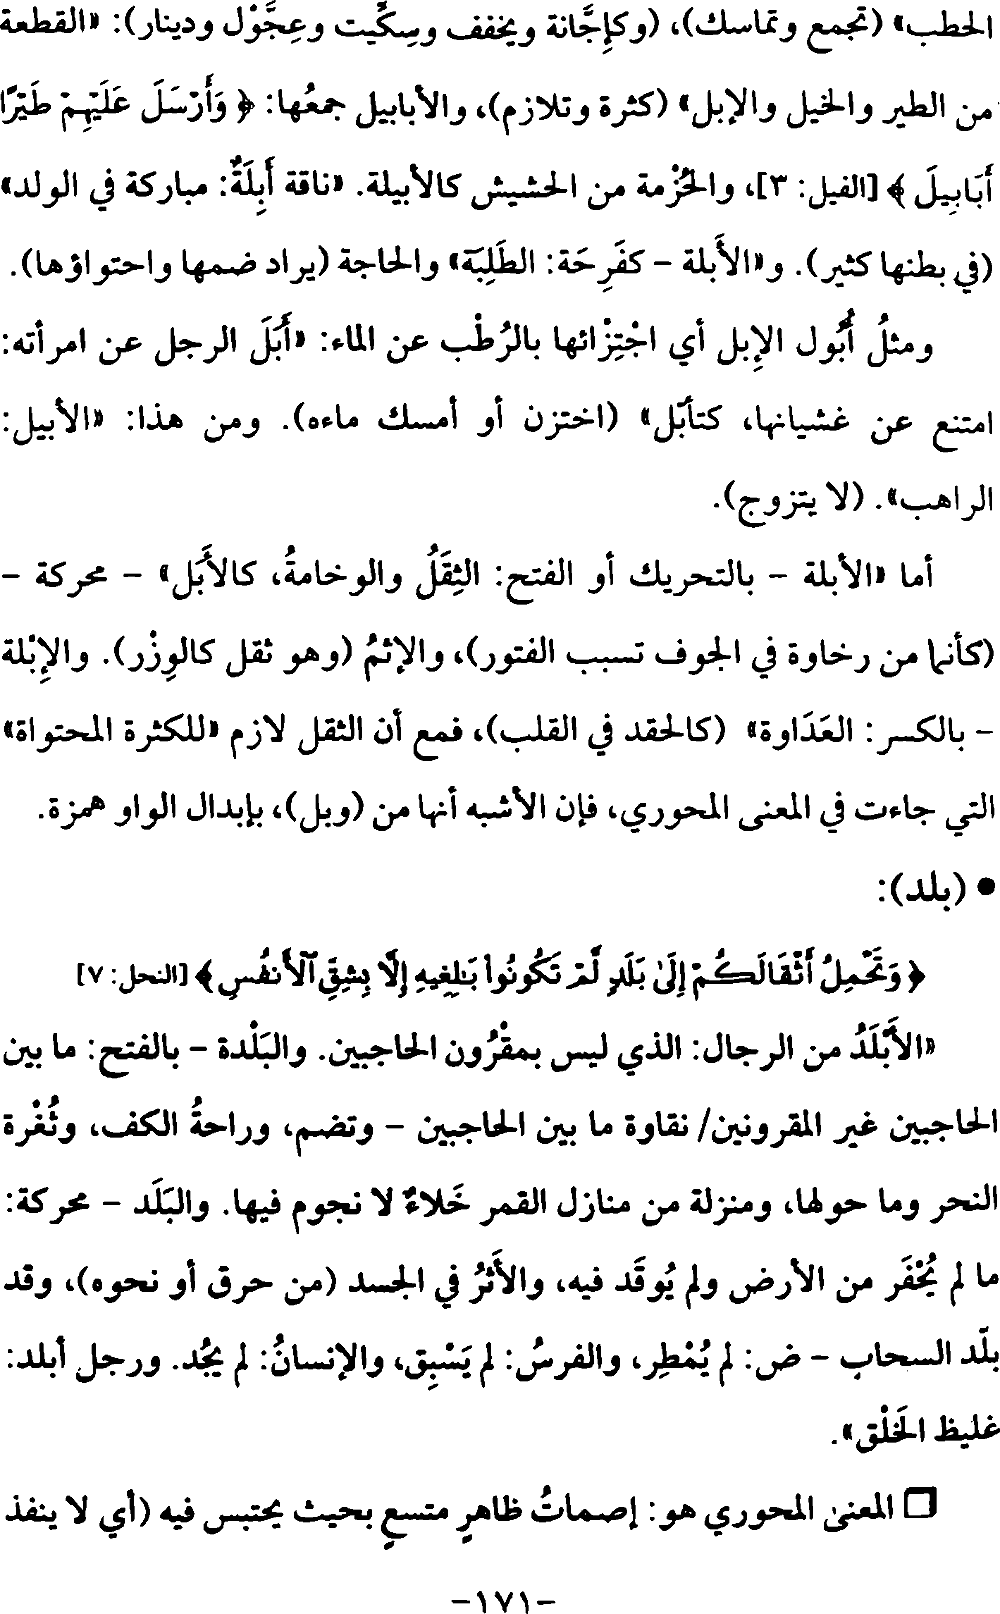 الحطب» (تجمع وتماسك)، (وكإِجَّانة ويخفف وسِكِّيت وعِجَّوْل ودينار): «القطعة
من الطير والخيل والإبل» (كثرة وتلازم)، والأبابيل جمعُها: ﴿ وَأَرْسَلَ عَلَيْهِمْ طَيْرًا
أَبَابِيلَ ﴾ [الفيل: ٣]، والحُزْمة من الحشيش كالأبيلة. «ناقة أَبِلَةٌ: مباركة في الولد»
(في بطنها كثير). و«الأَبلة – كفَرِحَة: الطَلِبَة» والحاجة (يراد ضمها واحتواؤها).
ومثلُ أُبُول الإبل أي اجْتِزْائها بالرُطْب عن الماء: «أَبَلَ الرجل عن امرأته:
امتنع عن غشيانها، كتأبّل» (اختزن أو أمسك ماءه). ومن هذا: «الأبيل:
الراهب». (لا يتزوج).
أما «الأبلة – بالتحريك أو الفتح: الثِقَلُ والوخامةُ، كالأَبَل» – محركة –
(كأنما من رخاوة في الجوف تسبب الفتور)، والإثمُ (وهو ثقل كالوِزْر). والإِبْلة
– بالكسر: العَدَاوة» (كالحقد في القلب)، فمع أن الثقل لازم «للكثرة المحتواة»
التي جاءت في المعنى المحوري، فإن الأشبه أنها من (وبل)، بإبدال الواو همزة.
● (بلد):
﴿ وَتَحْمِلُ أَثْقَالَكُمْ إِلَىٰ بَلَدٍ لَّمْ تَكُونُوا۟ بَـٰلِغِيهِ إِلَّا بِشِقِّ ٱلْأَنفُسِ ﴾ [النحل: ٧]
«الأَبْلَدُ من الرجال: الذي ليس بمقْرُون الحاجبين. والبَلْدة – بالفتح: ما بين
الحاجبين غير المقرونين/ نقاوة ما بين الحاجبين – وتضم، وراحةُ الكف، وثُغْرة
النحر وما حولها، ومنزلة من منازل القمر خَلاءٌ لا نجوم فيها. والبَلَد – محركة:
ما لم يُحْفَر من الأرض ولم يُوقَد فيه، والأَثرُ في الجسد (من حرق أو نحوه)، وقد
بلّد السحاب – ض: لم يُمْطِر، والفرسُ: لم يَسْبِق، والإنسانُ: لم يجُد. ورجل أبلد:
غليظ الخَلْق».
❑ المعنى المحوري هو: إصماتُ ظاهرٍ متسعٍ بحيث يحتبس فيه (أي لا ينفذ
-١٧١-